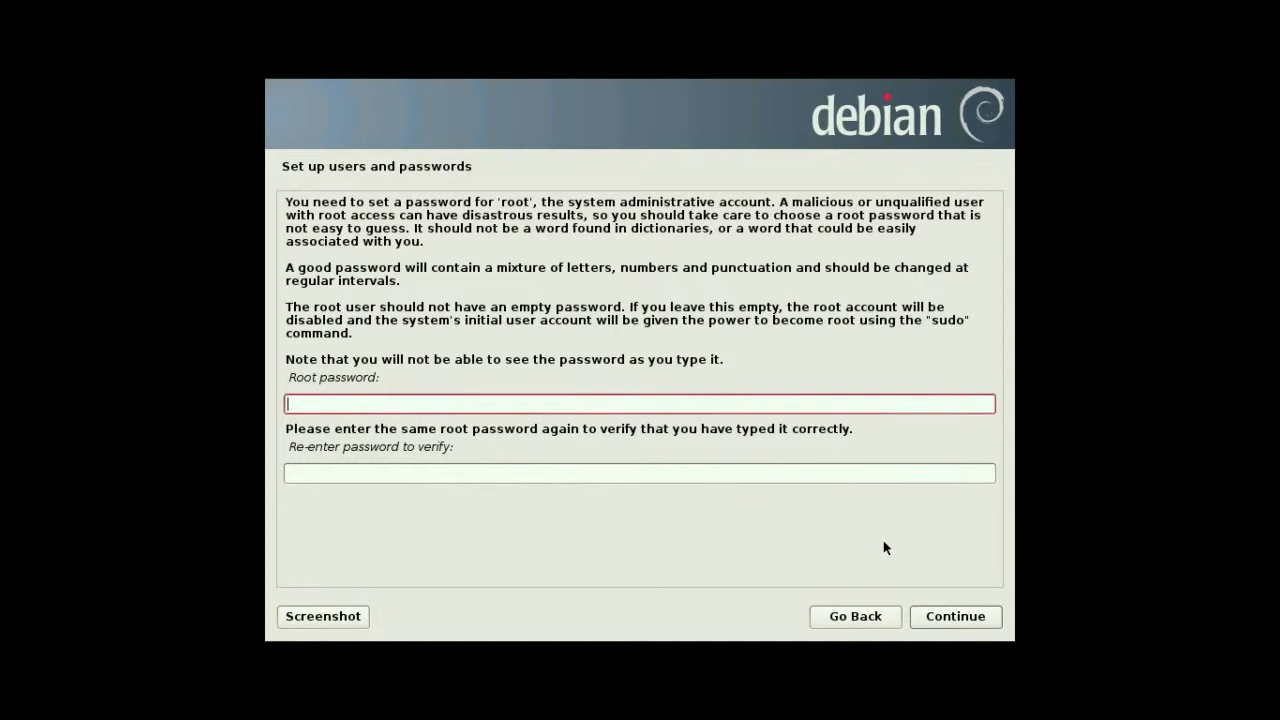 debian
Set up users and passwords
You need to set a password for 'root', the system administrative account. A malicious or unqualified user
with root access can have disastrous results, so you should take care to choose a root password that is
not easy to guess. It should not be a word found in dictionaries, or a word that could be easily
associated with you.
A good password will contain a mixture of letters, numbers and punctuation and should be changed at
regular intervals.
The root user should not have an empty password. If you leave this empty, the root account will be
disabled and the system's initial user account will be given the power to become root using the "sudo"
command.
Note that you will not be able to see the password as you type it.
Root password:
Please enter the same root password again to verify that you have typed it correctly.
Re-enter password to verify:
Screenshot
Go Back
Continue